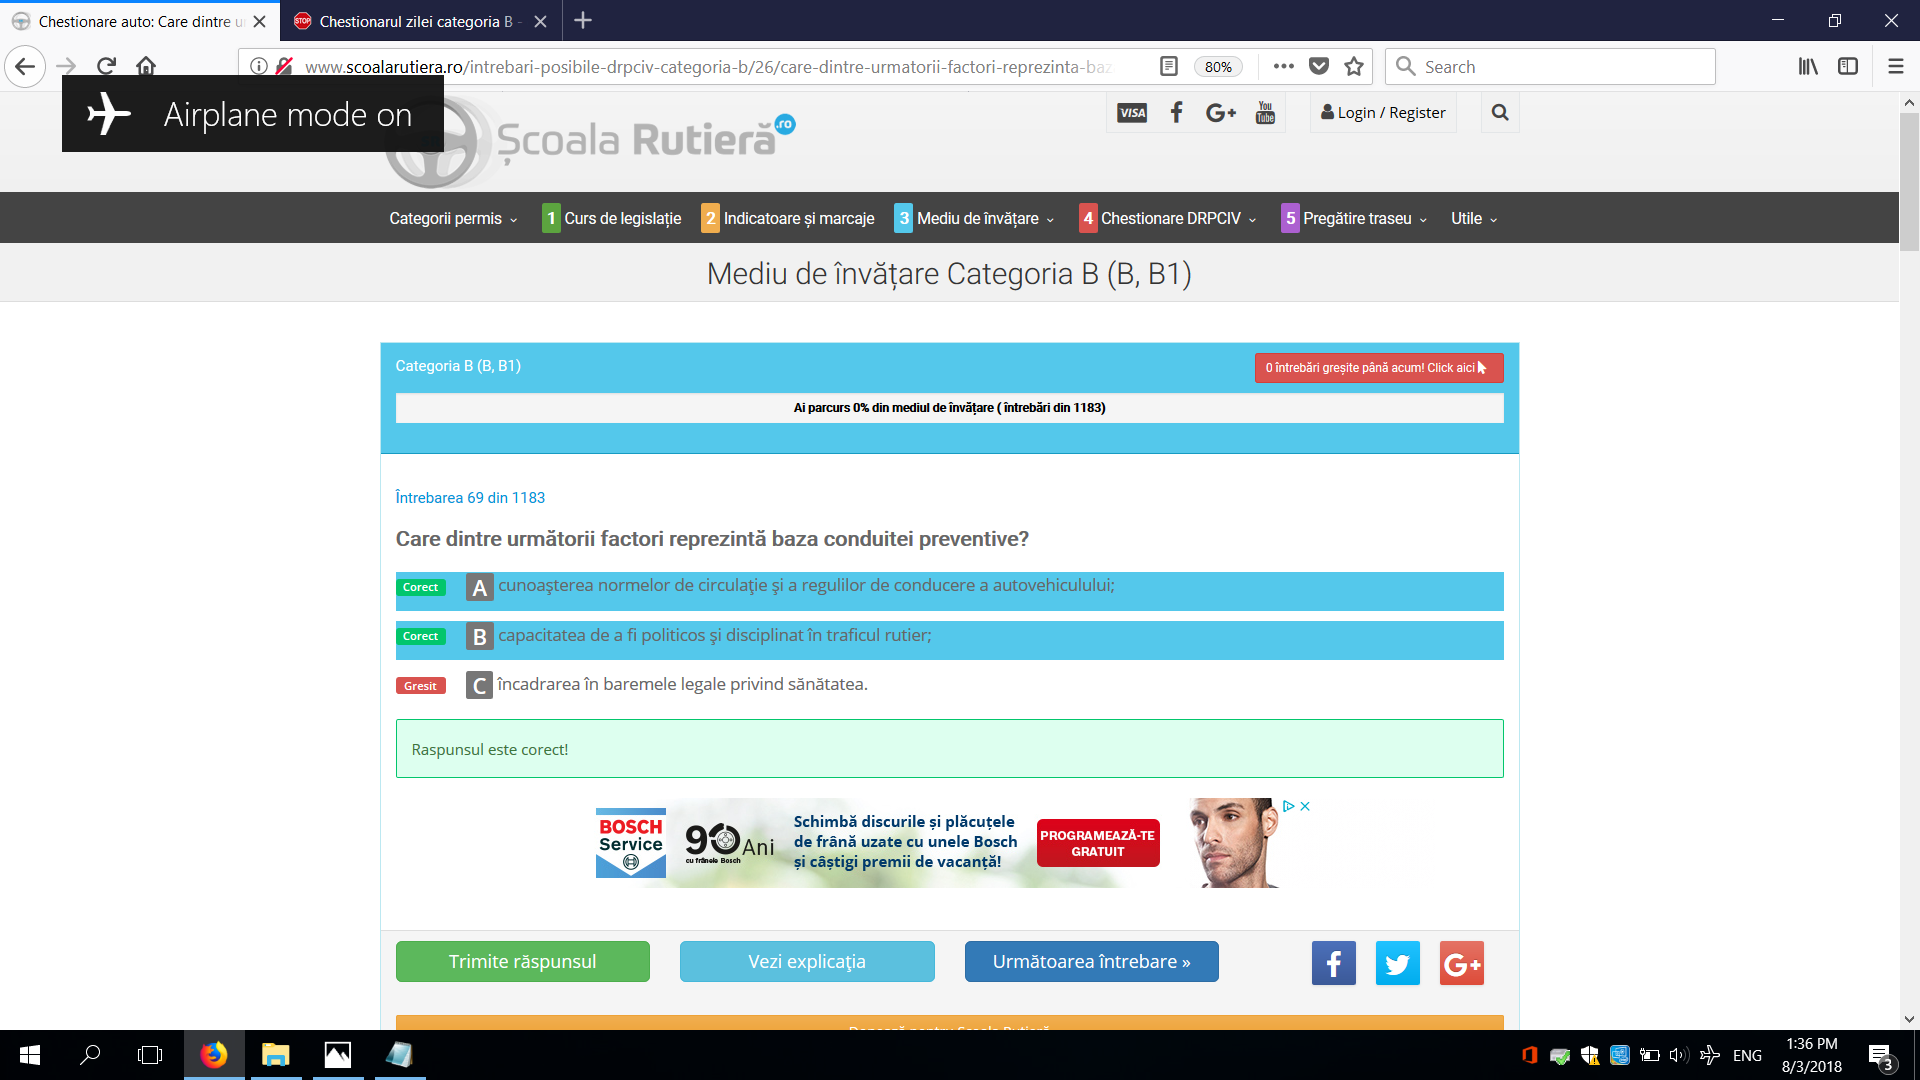 Chestionare auto: Care dintre u
Chestionarul zilei categoria B -
www.scoalarutiera.ro/intrebari-posibile-drpciv-categoria-b/26/care-dintre-urmatorii-factori-reprezinta-baz
80%
Search
Airplane mode on
Școala Rutieră.ro
VISA
You
Tube
Login / Register
Categorii permis
1 Curs de legislație
2 Indicatoare și marcaje
3 Mediu de învățare
4 Chestionare DRPCIV
5 Pregătire traseu
Utile
Mediu de învățare Categoria B (B, B1)
Categoria B (B, B1)
0 întrebări greșite până acum! Click aici
Ai parcurs 0% din mediul de învățare ( întrebări din 1183)
Întrebarea 69 din 1183
Care dintre următorii factori reprezintă baza conduitei preventive?
Corect A cunoaşterea normelor de circulaţie şi a regulilor de conducere a autovehiculului;
Corect B capacitatea de a fi politicos şi disciplinat în traficul rutier;
Gresit C încadrarea în baremele legale privind sănătatea.
Raspunsul este corect!
BOSCH
Service
90 Ani
cu frânele Bosch
Schimbă discurile și plăcuțele
de frână uzate cu unele Bosch
și câștigi premii de vacanță!
PROGRAMEAZĂ-TE
GRATUIT
Trimite răspunsul
Vezi explicaţia
Următoarea întrebare »
Donează pentru Școala Rutieră
ENG
1:36 PM
8/3/2018
3